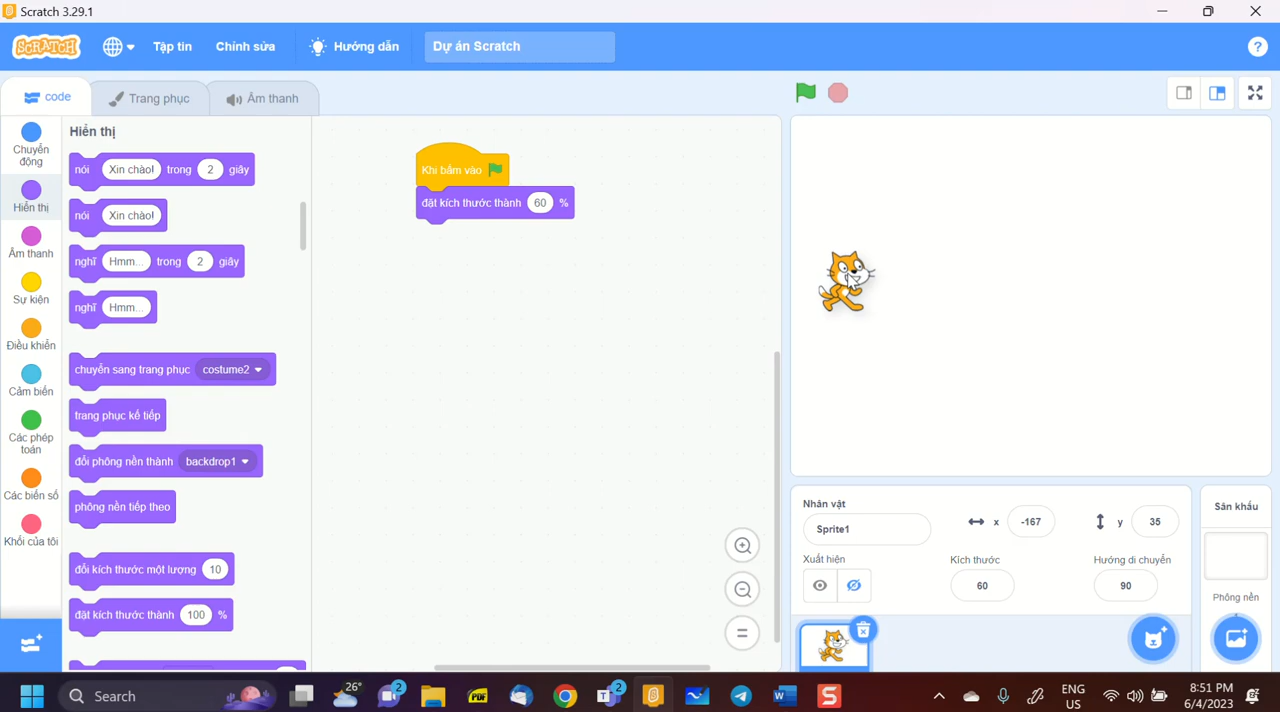 Scratch 3.29.1
SCRATCH
Tập tin
Chỉnh sửa
Hướng dẫn
Dự án Scratch
?
code
Trang phục
Âm thanh
Chuyển động
Hiển thị
Âm thanh
Sự kiện
Điều khiển
Cảm biến
Các phép toán
Các biến số
Khối của tôi
Hiển thị
nói Xin chào! trong 2 giây
nói Xin chào!
nghĩ Hmm... trong 2 giây
nghĩ Hmm...
chuyển sang trang phục costume2
trang phục kế tiếp
đổi phông nền thành backdrop1
phông nền tiếp theo
đổi kích thước một lượng 10
đặt kích thước thành 100 %
Khi bấm vào
đặt kích thước thành 60 %
Nhân vật
Sprite1
x -167
y 35
Xuất hiện
Kích thước
60
Hướng di chuyển
90
Sân khấu
Phông nền
Search
26°
2
PDF
2
ENG
US
8:51 PM
6/4/2023